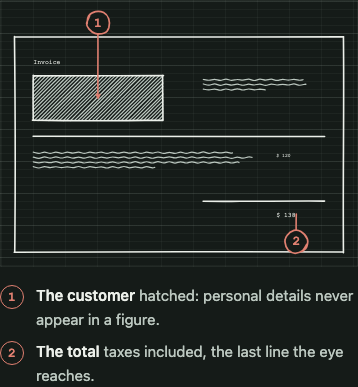 1
Invoice
$ 120
$ 138
2
1 The customer hatched: personal details never
appear in a figure.
2 The total taxes included, the last line the eye
reaches.